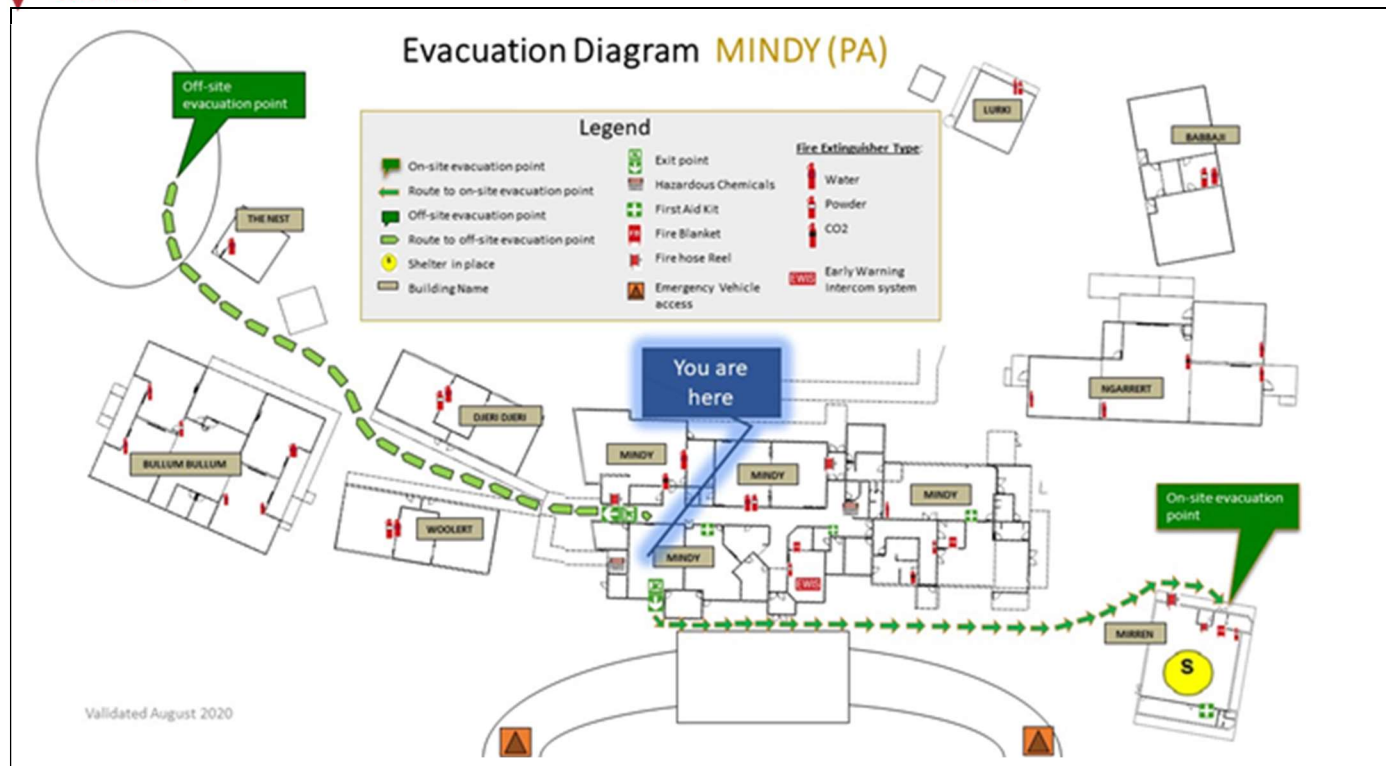 Evacuation Diagram MINDY (PA)
Off-site
evacuation point
Legend
On-site evacuation point
Route to on-site evacuation point
Off-site evacuation point
Route to off-site evacuation point
Shelter in place
Building Name
Exit point
Hazardous Chemicals
First Aid Kit
Fire Blanket
Fire hose Reel
Emergency Vehicle
access
Fire Extinguisher Type:
Water
Powder
CO2
EWIS
Early Warning
Intercom system
S
FB
LURKI
BABBAJI
THE NEST
You are
here
NGARRERT
DJERI DJERI
BULLUM BULLUM
WOOLERT
MINDY
MINDY
MINDY
MINDY
EWIS
On-site evacuation
point
MIRREN
S
Validated August 2020